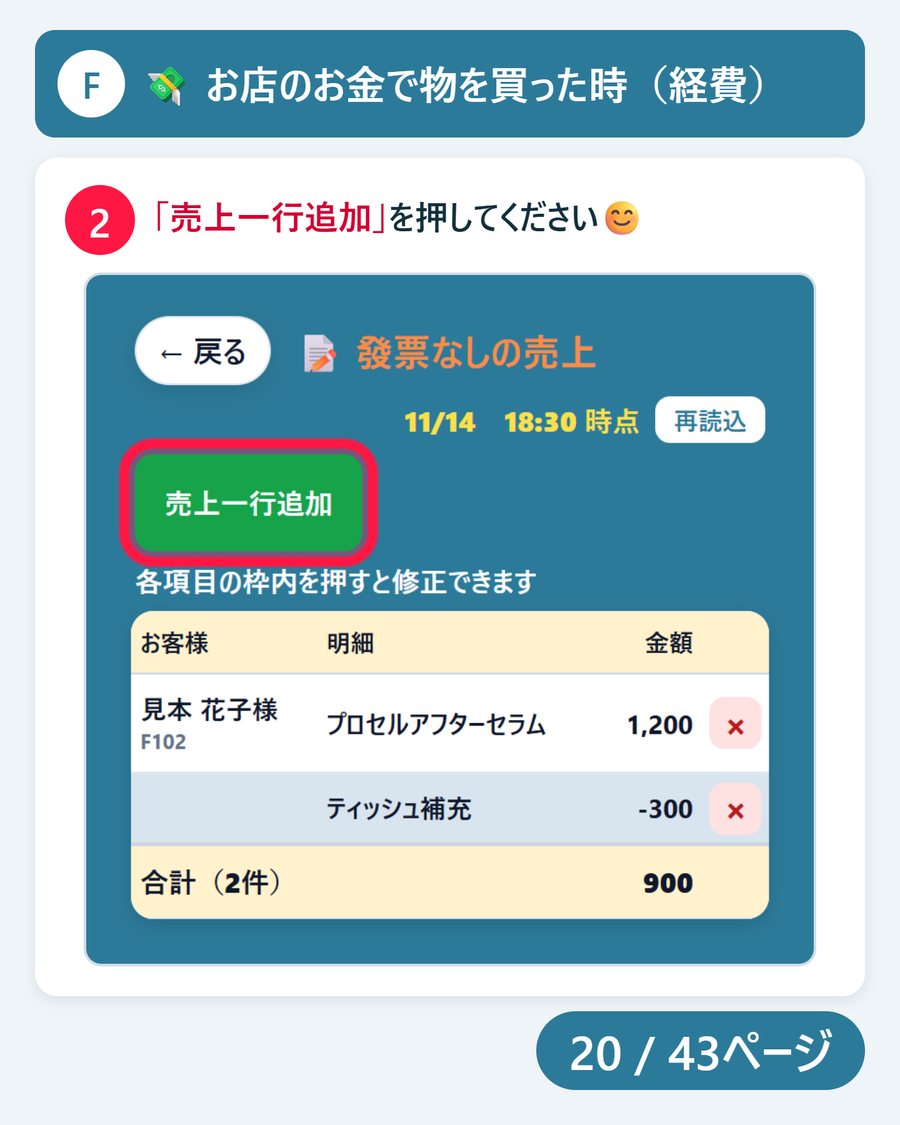 F 💸 お店のお金で物を買った時（経費）
2 「売上一行追加」を押してください😊
← 戻る 📝 發票なしの売上
11/14 18:30 時点 再読込
売上一行追加
各項目の枠内を押すと修正できます
お客様 明細 金額
見本 花子様 プロセルアフターセラム 1,200 ×
F102
ティッシュ補充 -300 ×
合計（2件） 900
20 / 43ページ